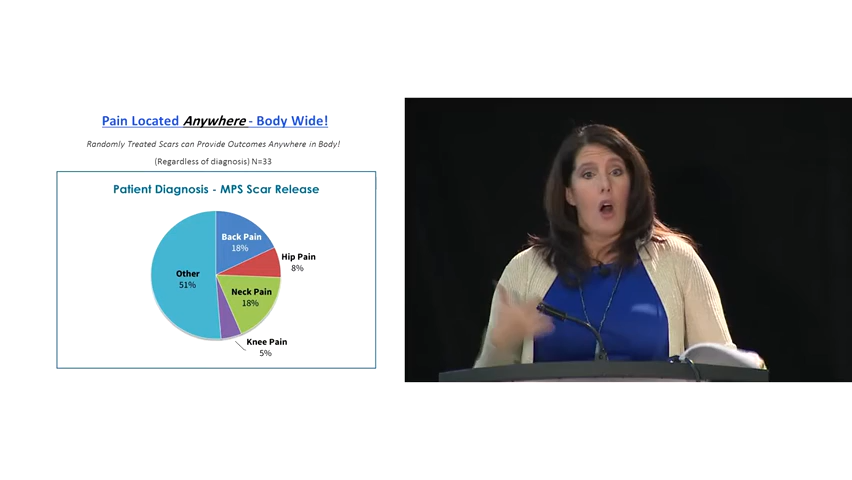 Pain Located Anywhere - Body Wide!
Randomly Treated Scars can Provide Outcomes Anywhere in Body!
(Regardless of diagnosis) N=33
Patient Diagnosis - MPS Scar Release
Back Pain
18%
Hip Pain
8%
Other
51%
Neck Pain
18%
Knee Pain
5%